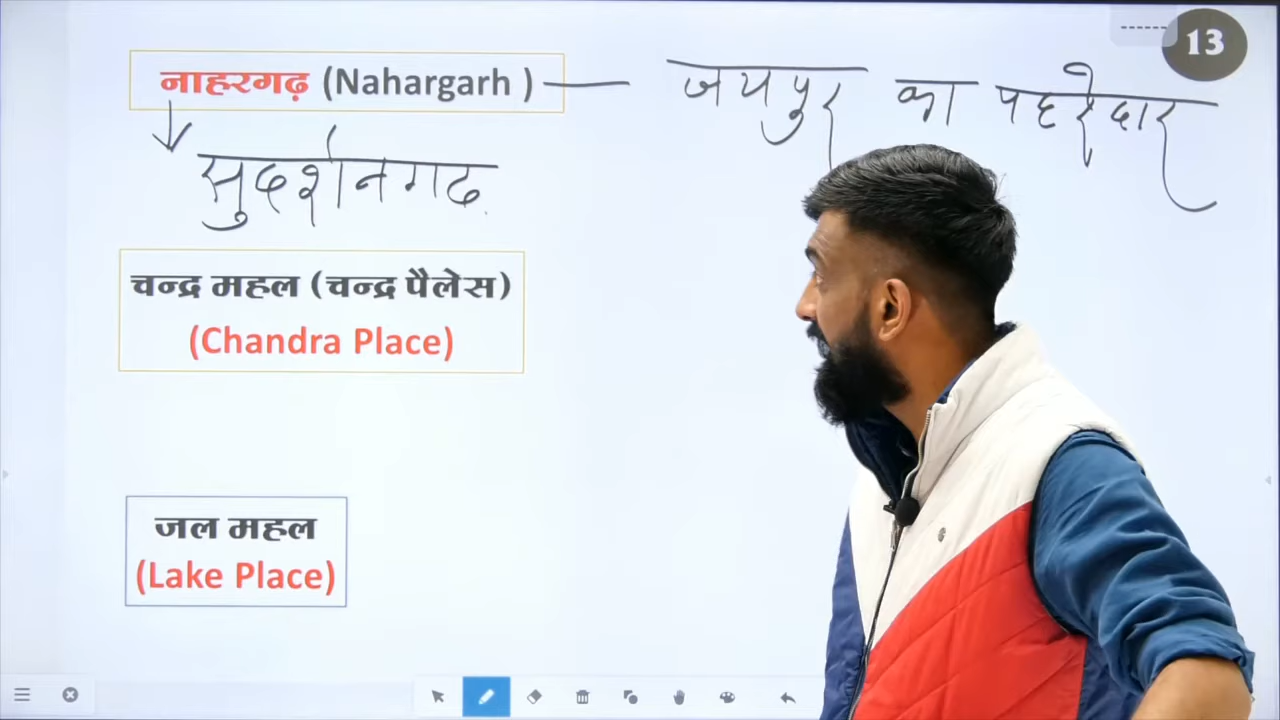 13
नाहरगढ़ (Nahargarh ) — जयपुर का पहरेदार
सुदर्शनगढ
चन्द्र महल (चन्द्र पैलेस)
(Chandra Place)
जल महल
(Lake Place)